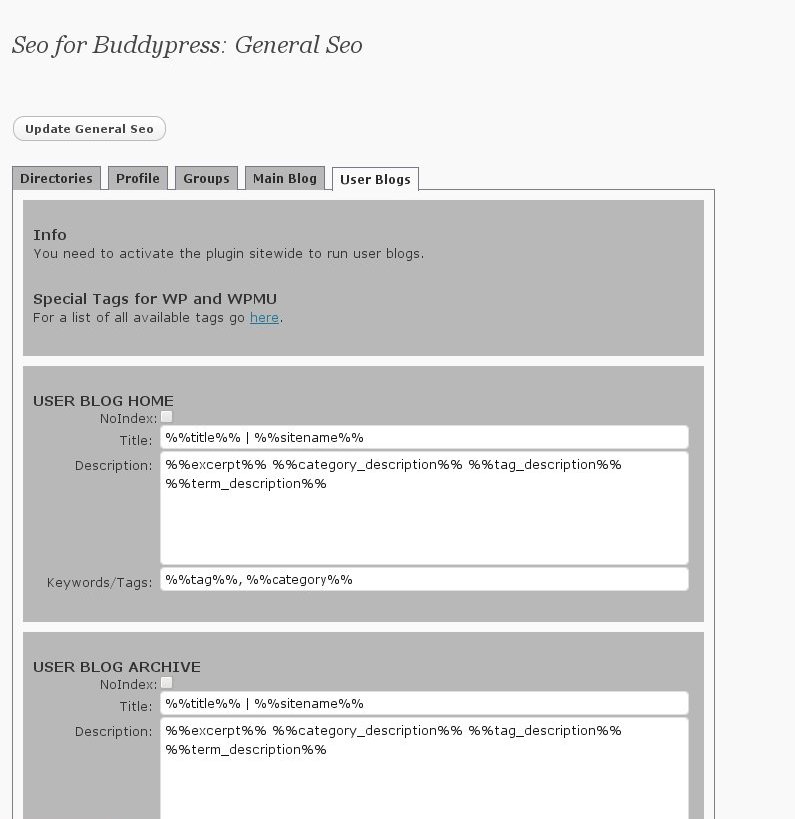 Seo for Buddypress: General Seo
Update General Seo
Directories Profile Groups Main Blog User Blogs
Info
You need to activate the plugin sitewide to run user blogs.
Special Tags for WP and WPMU
For a list of all available tags go here.
USER BLOG HOME
NoIndex:
Title: %%title%% | %%sitename%%
Description: %%excerpt%% %%category_description%% %%tag_description%%
%%term_description%%
Keywords/Tags: %%tag%%, %%category%%
USER BLOG ARCHIVE
NoIndex:
Title: %%title%% | %%sitename%%
Description: %%excerpt%% %%category_description%% %%tag_description%%
%%term_description%%